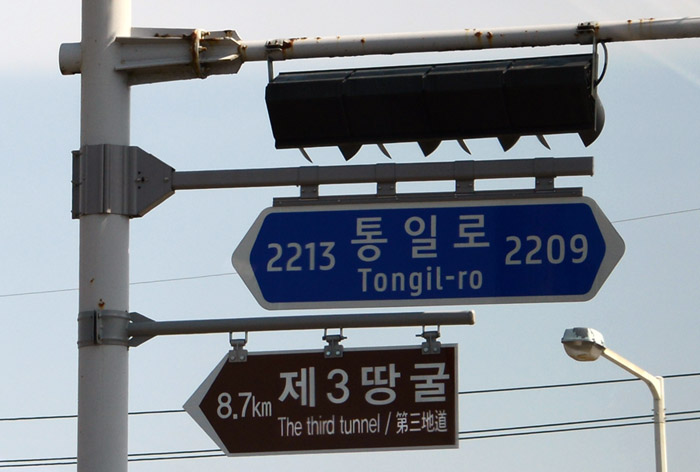 2213 통일로 2209
Tongil-ro
8.7km 제3땅굴
The third tunnel / 第三地道